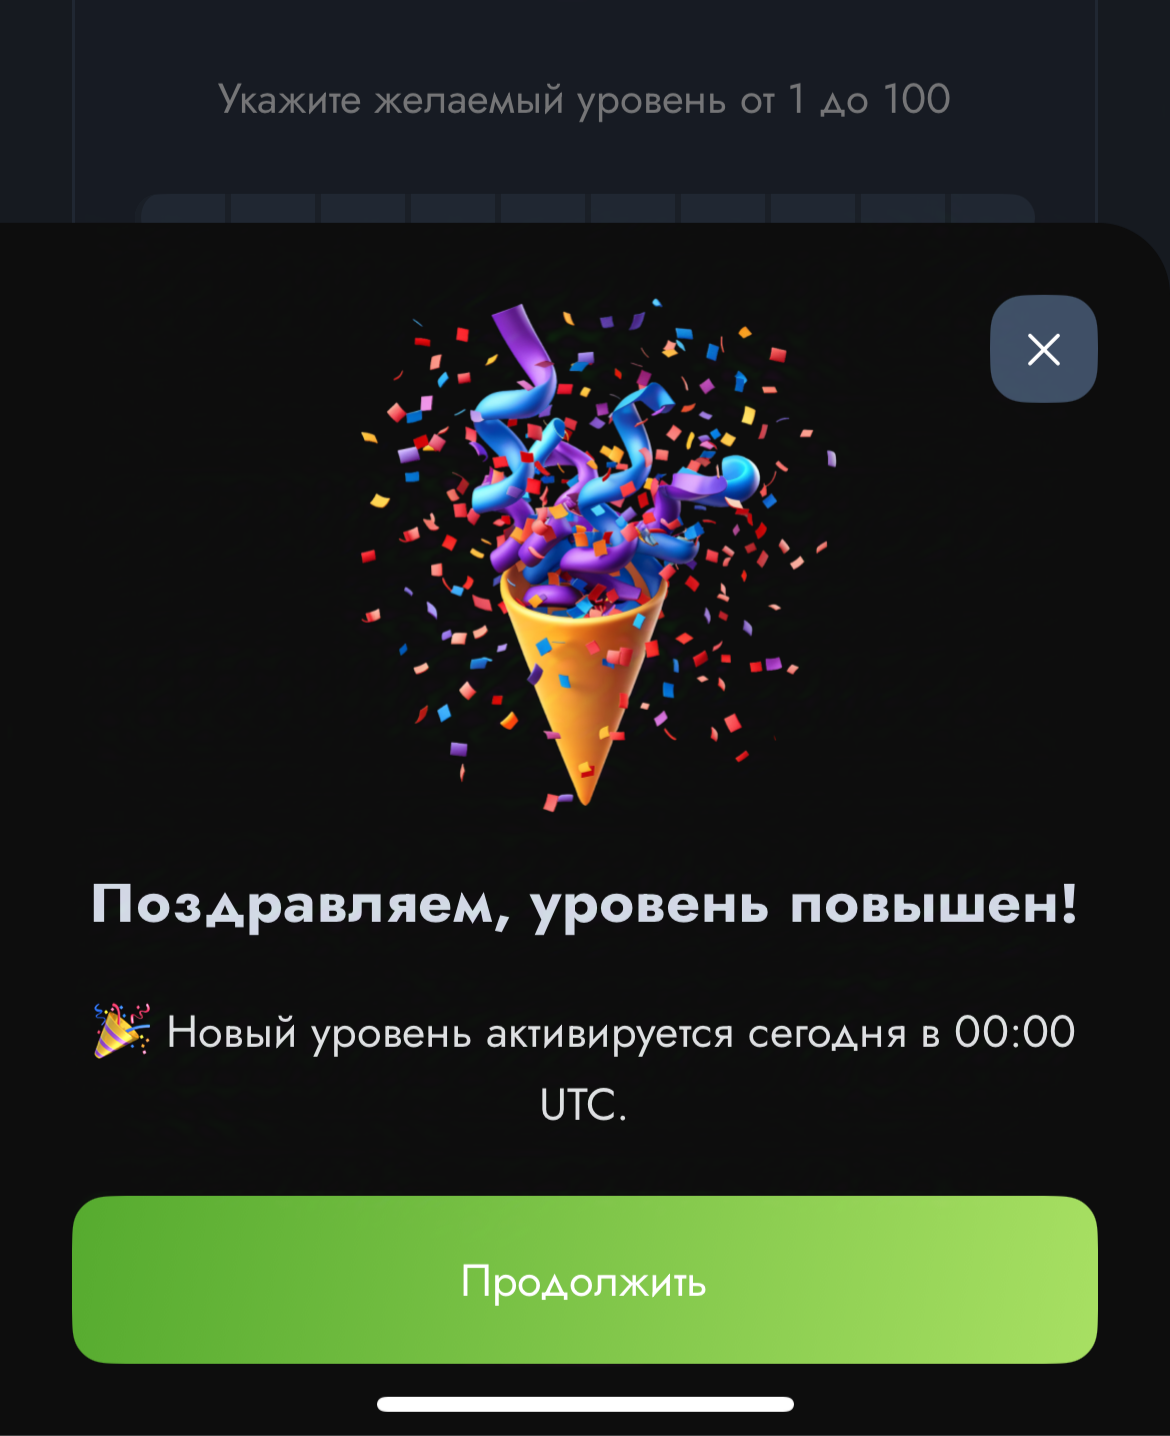 Укажите желаемый уровень от 1 до 100
Поздравляем, уровень повышен!
🎉 Новый уровень активируется сегодня в 00:00
UTC.
Продолжить